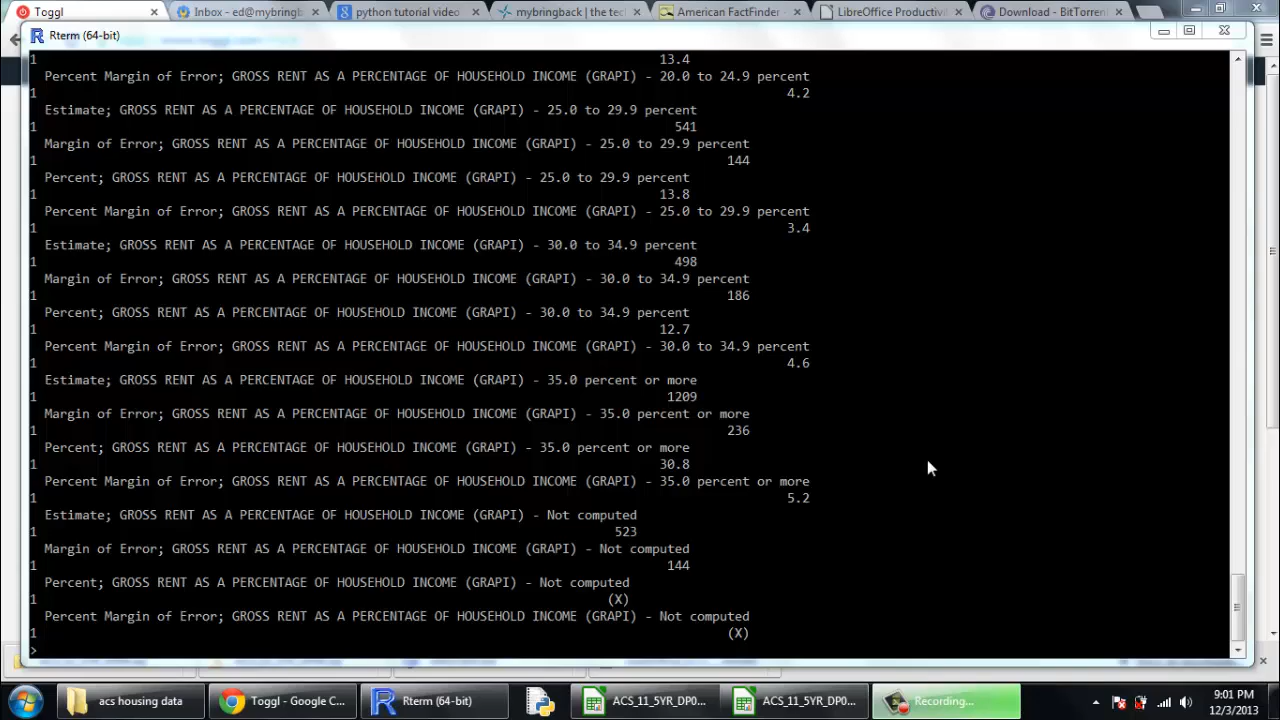 Toggl
Inbox - ed@mybringb
python tutorial video
mybringback | the tech
American FactFinder
LibreOffice Productivi
Download - BitTorrent
Rterm (64-bit)
1 13.4
Percent Margin of Error; GROSS RENT AS A PERCENTAGE OF HOUSEHOLD INCOME (GRAPI) - 20.0 to 24.9 percent
1 4.2
Estimate; GROSS RENT AS A PERCENTAGE OF HOUSEHOLD INCOME (GRAPI) - 25.0 to 29.9 percent
1 541
Margin of Error; GROSS RENT AS A PERCENTAGE OF HOUSEHOLD INCOME (GRAPI) - 25.0 to 29.9 percent
1 144
Percent; GROSS RENT AS A PERCENTAGE OF HOUSEHOLD INCOME (GRAPI) - 25.0 to 29.9 percent
1 13.8
Percent Margin of Error; GROSS RENT AS A PERCENTAGE OF HOUSEHOLD INCOME (GRAPI) - 25.0 to 29.9 percent
1 3.4
Estimate; GROSS RENT AS A PERCENTAGE OF HOUSEHOLD INCOME (GRAPI) - 30.0 to 34.9 percent
1 498
Margin of Error; GROSS RENT AS A PERCENTAGE OF HOUSEHOLD INCOME (GRAPI) - 30.0 to 34.9 percent
1 186
Percent; GROSS RENT AS A PERCENTAGE OF HOUSEHOLD INCOME (GRAPI) - 30.0 to 34.9 percent
1 12.7
Percent Margin of Error; GROSS RENT AS A PERCENTAGE OF HOUSEHOLD INCOME (GRAPI) - 30.0 to 34.9 percent
1 4.6
Estimate; GROSS RENT AS A PERCENTAGE OF HOUSEHOLD INCOME (GRAPI) - 35.0 percent or more
1 1209
Margin of Error; GROSS RENT AS A PERCENTAGE OF HOUSEHOLD INCOME (GRAPI) - 35.0 percent or more
1 236
Percent; GROSS RENT AS A PERCENTAGE OF HOUSEHOLD INCOME (GRAPI) - 35.0 percent or more
1 30.8
Percent Margin of Error; GROSS RENT AS A PERCENTAGE OF HOUSEHOLD INCOME (GRAPI) - 35.0 percent or more
1 5.2
Estimate; GROSS RENT AS A PERCENTAGE OF HOUSEHOLD INCOME (GRAPI) - Not computed
1 523
Margin of Error; GROSS RENT AS A PERCENTAGE OF HOUSEHOLD INCOME (GRAPI) - Not computed
1 144
Percent; GROSS RENT AS A PERCENTAGE OF HOUSEHOLD INCOME (GRAPI) - Not computed
1 (X)
Percent Margin of Error; GROSS RENT AS A PERCENTAGE OF HOUSEHOLD INCOME (GRAPI) - Not computed
1 (X)
>
acs housing data
Toggl - Google C...
Rterm (64-bit)
ACS_11_5YR_DP0...
ACS_11_5YR_DP0...
Recording...
9:01 PM
12/3/2013